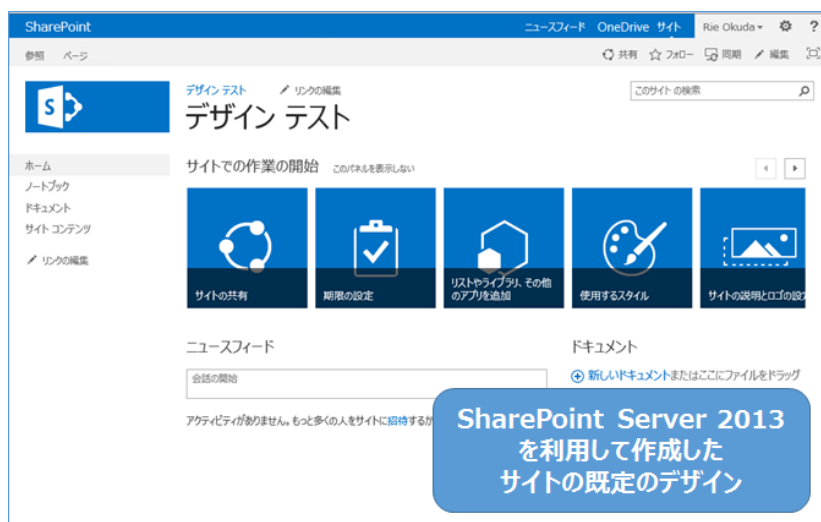 SharePoint
ニュースフィード OneDrive サイト Rie Okuda ?
参照 ページ
共有 フォロー 同期 編集
S
デザイン テスト リンクの編集
デザイン テスト
このサイト の検索
ホーム
ノートブック
ドキュメント
サイト コンテンツ
リンクの編集
サイトでの作業の開始 このパネルを表示しない
サイトの共有
期限の設定
リストやライブラリ、その他
のアプリを追加
使用するスタイル
サイトの説明とロゴの設
ニュースフィード
会話の開始
アクティビティがありません。もっと多くの人をサイトに招待するか
ドキュメント
新しいドキュメントまたはここにファイルをドラッグ
SharePoint Server 2013
を利用して作成した
サイトの既定のデザイン